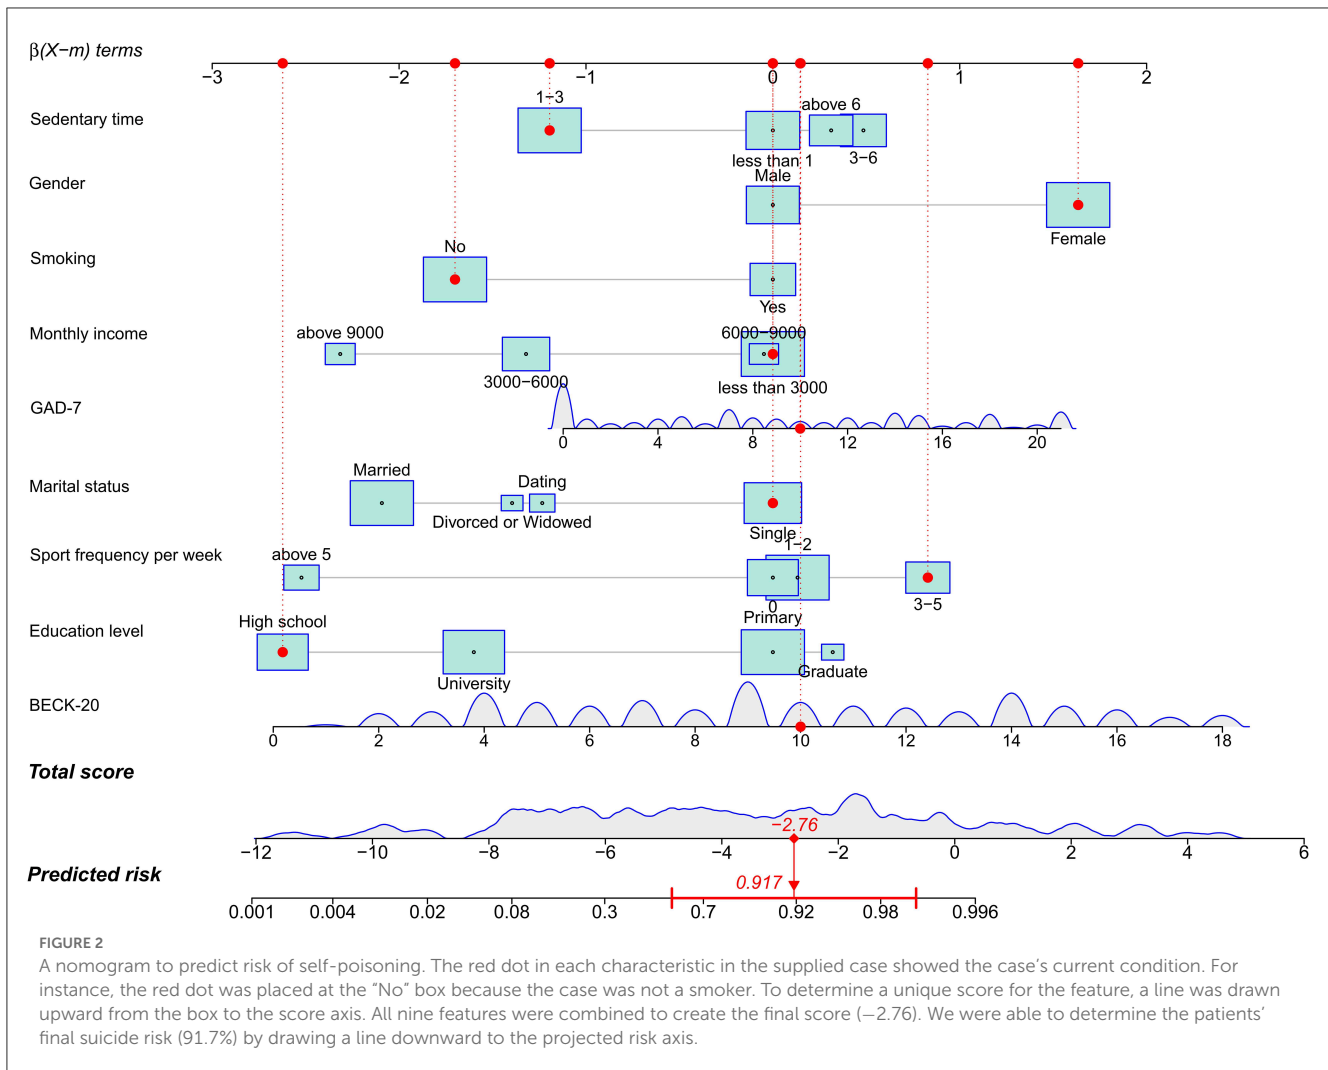 β(X−m) terms
−3 −2 −1 0 1 2
1−3 above 6
Sedentary time
less than 1 3−6
Gender
Male
Female
No
Smoking
Yes
Monthly income
above 9000 6000−9000
3000−6000 less than 3000
GAD-7
0 4 8 12 16 20
Married
Dating
Marital status
Divorced or Widowed
Single
1−2
Sport frequency per week
above 5
0 3−5
High school Primary
Education level
Graduate
University
BECK-20
0 2 4 6 8 10 12 14 16 18
Total score
−2.76
−12 −10 −8 −6 −4 −2 0 2 4 6
Predicted risk
0.917
0.001 0.004 0.02 0.08 0.3 0.7 0.92 0.98 0.996
FIGURE 2
A nomogram to predict risk of self-poisoning. The red dot in each characteristic in the supplied case showed the case's current condition. For
instance, the red dot was placed at the "No" box because the case was not a smoker. To determine a unique score for the feature, a line was drawn
upward from the box to the score axis. All nine features were combined to create the final score (−2.76). We were able to determine the patients'
final suicide risk (91.7%) by drawing a line downward to the projected risk axis.